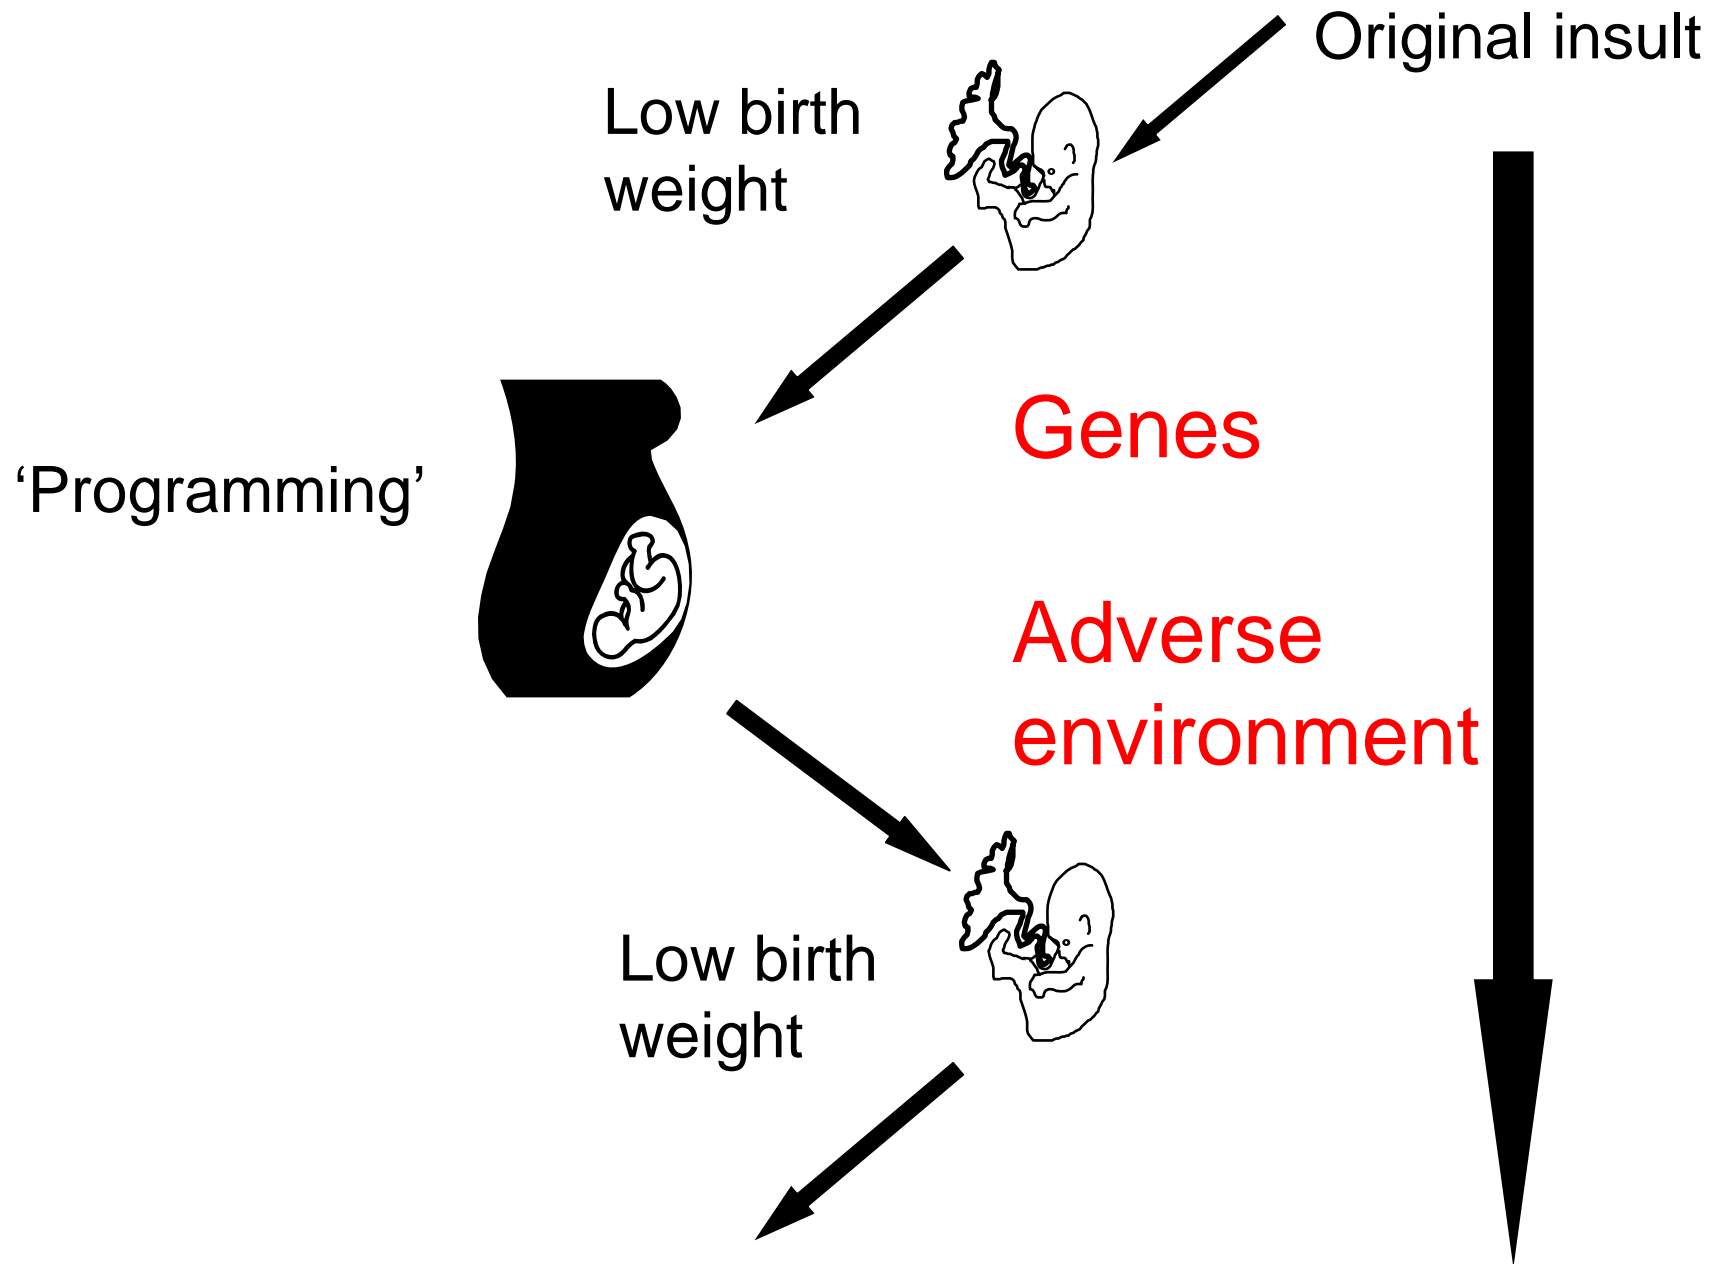 Original insult
Low birth
weight
Genes
‘Programming’
Adverse
environment
Low birth
weight